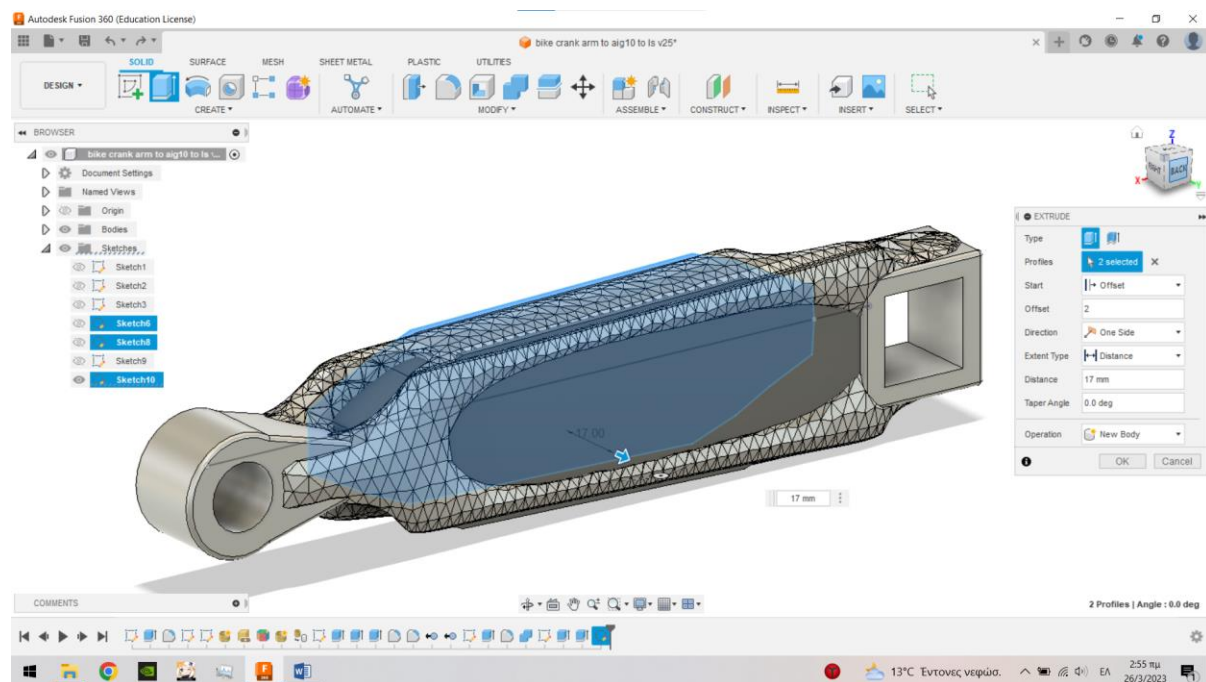 Autodesk Fusion 360 (Education License)
bike crank arm to aig10 to ls v25*
SOLID SURFACE MESH SHEET METAL PLASTIC UTILITIES
DESIGN
CREATE AUTOMATE MODIFY ASSEMBLE CONSTRUCT INSPECT INSERT SELECT
BROWSER
bike crank arm to aig10 to ls v...
Document Settings
Named Views
Origin
Bodies
Sketches
Sketch1
Sketch2
Sketch3
Sketch6
Sketch8
Sketch9
Sketch10
Z
RIGHT BACK
X Y
EXTRUDE
Type
Profiles 2 selected
Start Offset
Offset 2
Direction One Side
Extent Type Distance
Distance 17 mm
Taper Angle 0.0 deg
Operation New Body
OK Cancel
17.00
17 mm
COMMENTS
2 Profiles | Angle : 0.0 deg
13°C Έντονες νεφώσ. ΕΛ 2:55 πμ
26/3/2023
1